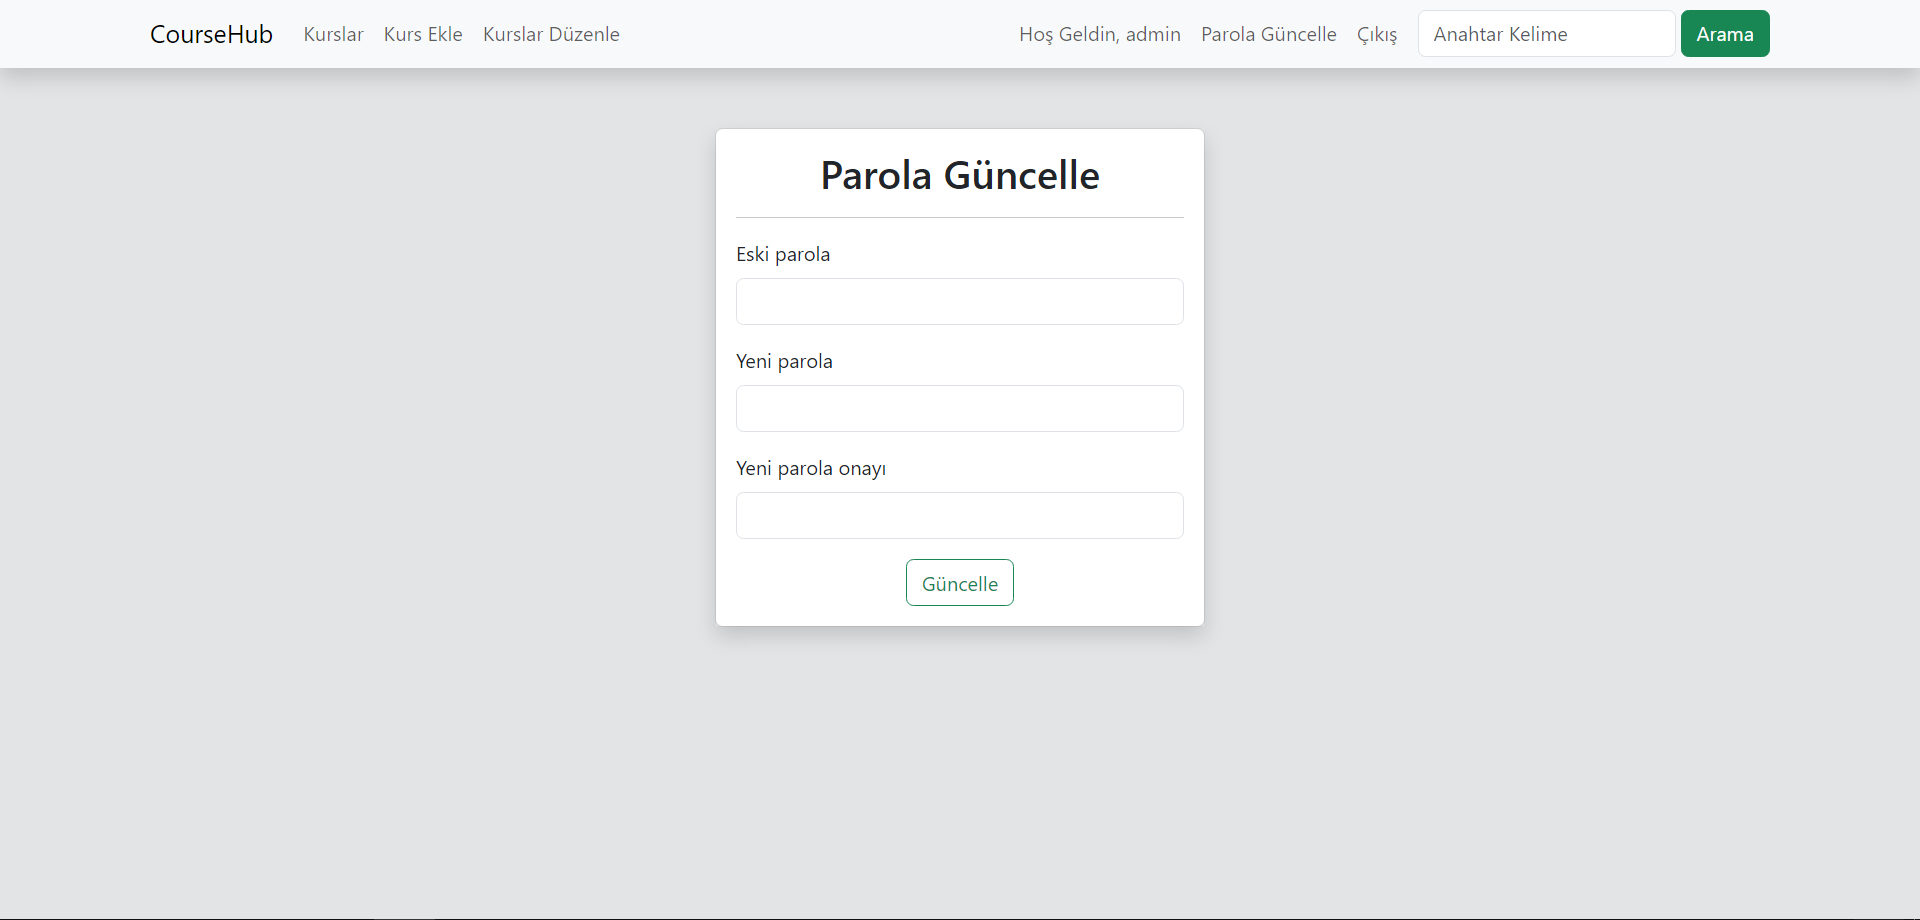 CourseHub Kurslar Kurs Ekle Kurslar Düzenle Hoş Geldin, admin Parola Güncelle Çıkış Anahtar Kelime Arama
Parola Güncelle
Eski parola
Yeni parola
Yeni parola onayı
Güncelle